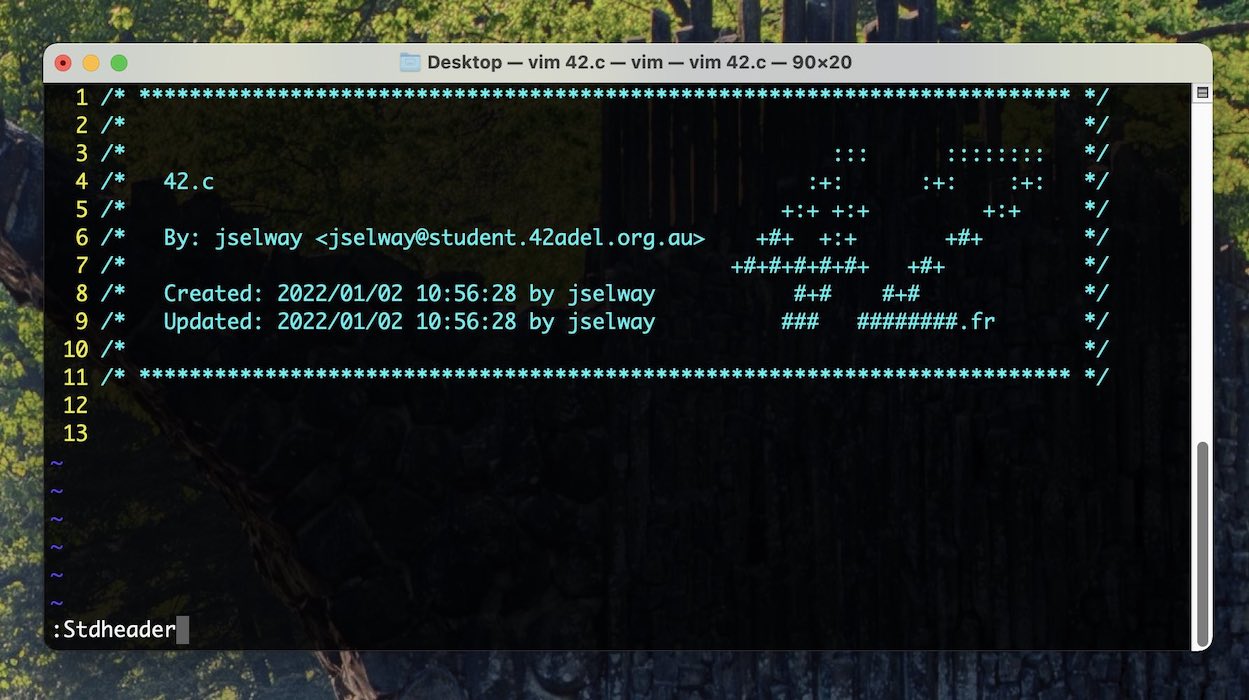 Desktop — vim 42.c — vim — vim 42.c — 90×20
1 /* ************************************************************************** */
2 /*                                                                            */
3 /*                                                        :::      ::::::::   */
4 /*   42.c                                               :+:      :+:    :+:   */
5 /*                                                    +:+ +:+         +:+     */
6 /*   By: jselway <jselway@student.42adel.org.au>    +#+  +:+       +#+        */
7 /*                                                +#+#+#+#+#+   +#+           */
8 /*   Created: 2022/01/02 10:56:28 by jselway           #+#    #+#             */
9 /*   Updated: 2022/01/02 10:56:28 by jselway          ###   ########.fr       */
10 /*                                                                            */
11 /* ************************************************************************** */
12
13
~
~
~
~
~
~
:Stdheader